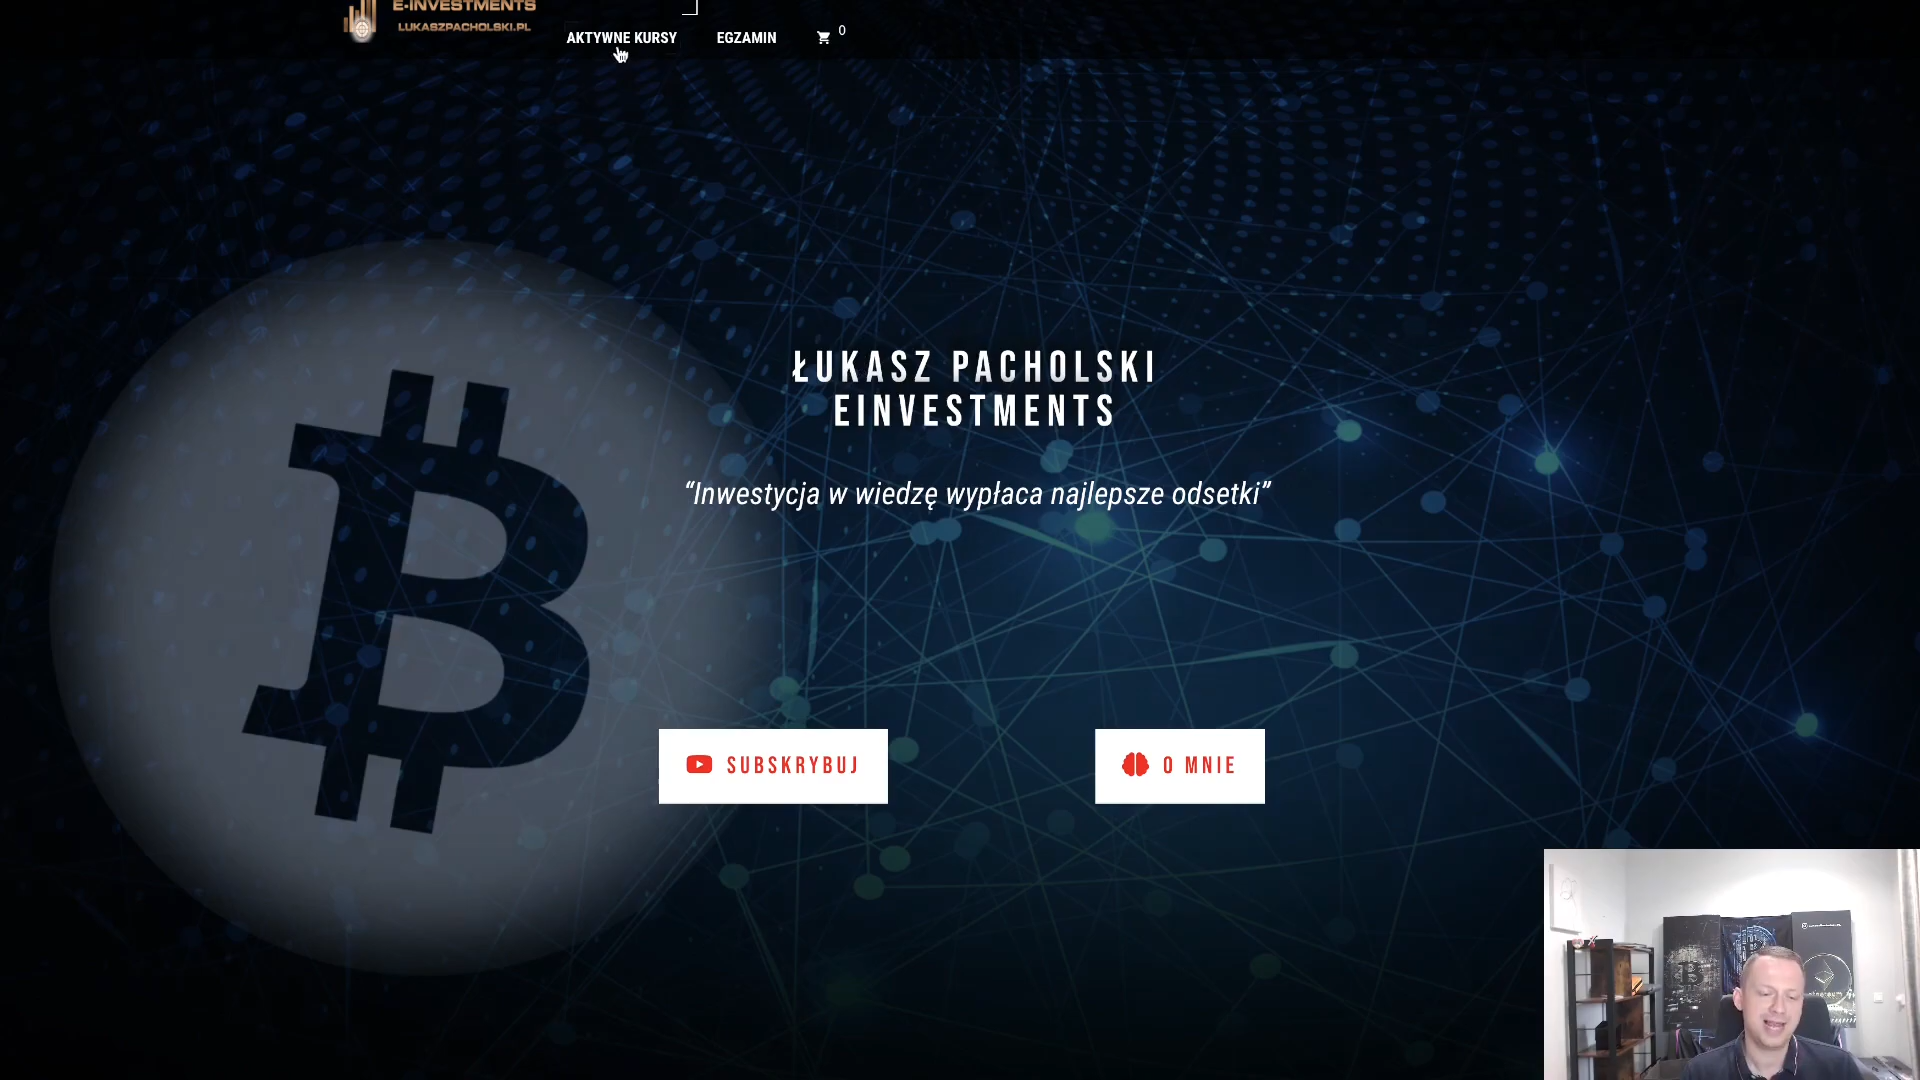 E-INVESTMENTS
LUKASZPACHOLSKI.PL
AKTYWNE KURSY
EGZAMIN
0
ŁUKASZ PACHOLSKI
EINVESTMENTS
“Inwestycja w wiedzę wypłaca najlepsze odsetki”
SUBSKRYBUJ
O MNIE